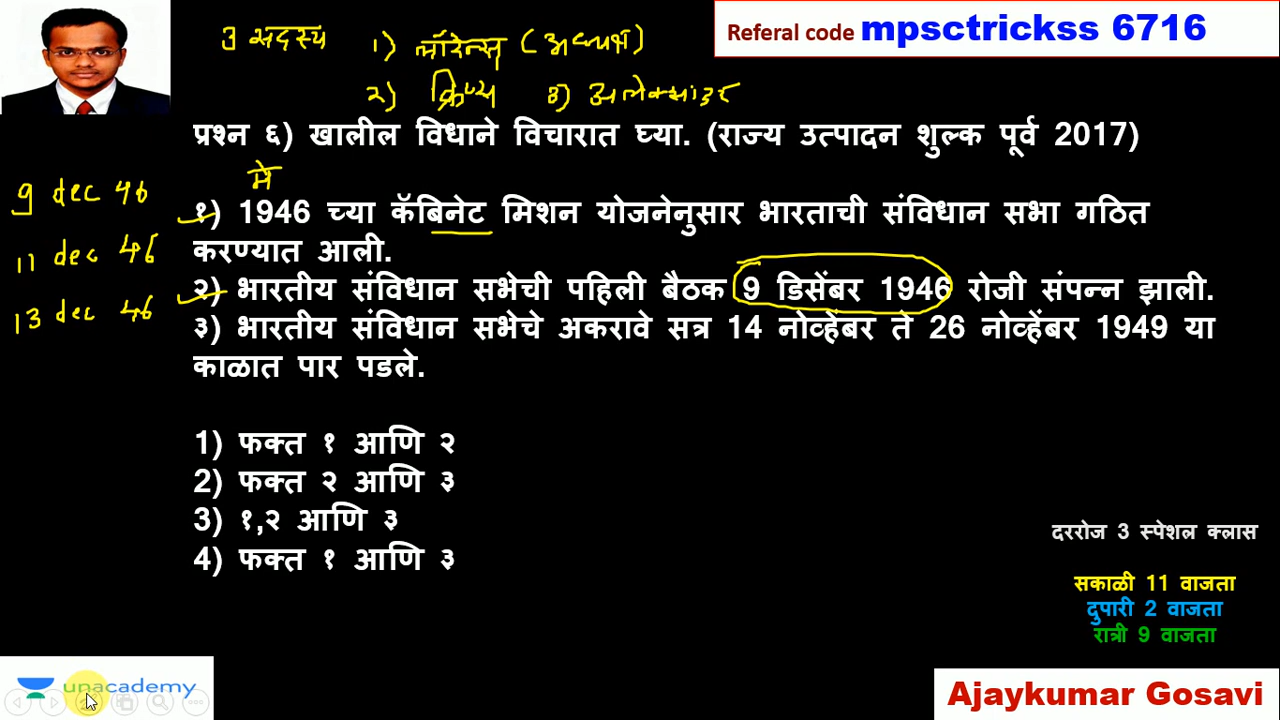 Referal code mpsctrickss 6716
3 सदस्य १) लॉरेन्स (अध्यक्ष)
२) क्रिप्स ३) अलेक्सांडर
प्रश्न ६) खालील विधाने विचारात घ्या. (राज्य उत्पादन शुल्क पूर्व 2017)
मे
9 dec 46
१) 1946 च्या कॅबिनेट मिशन योजनेनुसार भारताची संविधान सभा गठित
करण्यात आली.
11 dec 46
२) भारतीय संविधान सभेची पहिली बैठक 9 डिसेंबर 1946 रोजी संपन्न झाली.
13 dec 46
३) भारतीय संविधान सभेचे अकरावे सत्र 14 नोव्हेंबर ते 26 नोव्हेंबर 1949 या
काळात पार पडले.
1) फक्त १ आणि २
2) फक्त २ आणि ३
3) १,२ आणि ३
4) फक्त १ आणि ३
दररोज 3 स्पेशल क्लास
सकाळी 11 वाजता
दुपारी 2 वाजता
रात्री 9 वाजता
unacademy
Ajaykumar Gosavi